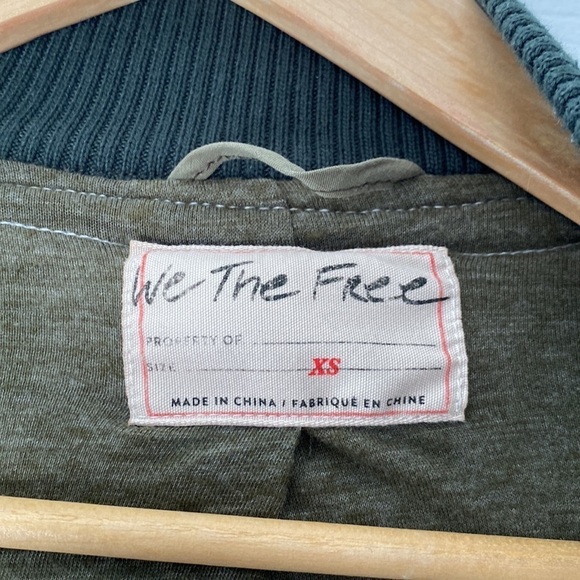 We The Free
PROPERTY OF
SIZE XS
MADE IN CHINA / FABRIQUÉ EN CHINE